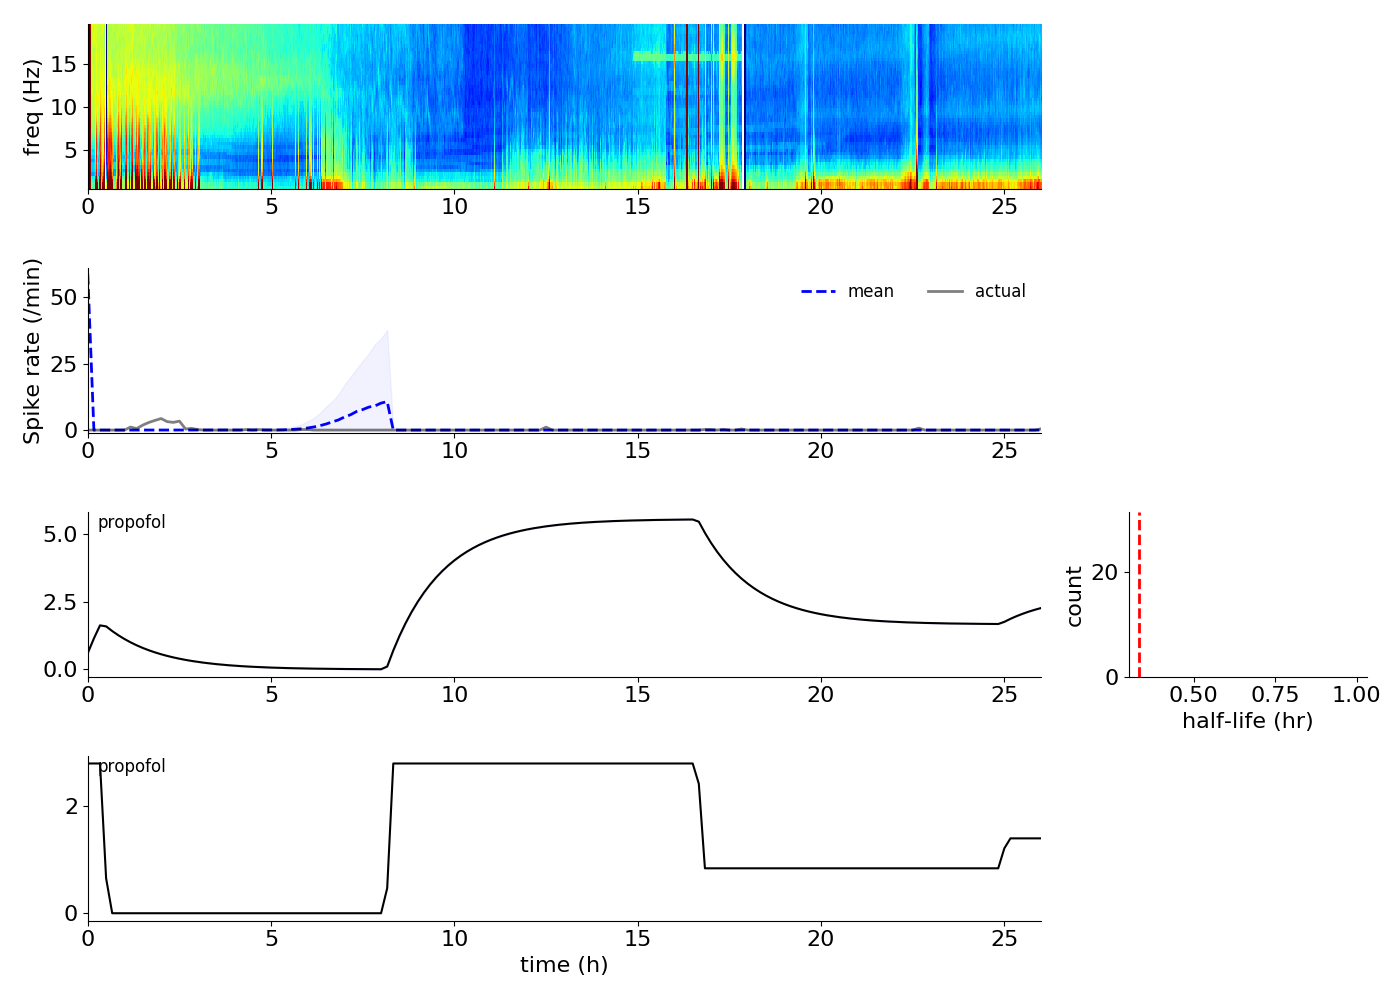 freq (Hz)
15
10
5
0 5 10 15 20 25
Spike rate (/min)
50
25
0
mean actual
0 5 10 15 20 25
propofol
5.0
2.5
0.0
0 5 10 15 20 25
count
20
0
0.50 0.75 1.00
half-life (hr)
propofol
2
0
0 5 10 15 20 25
time (h)